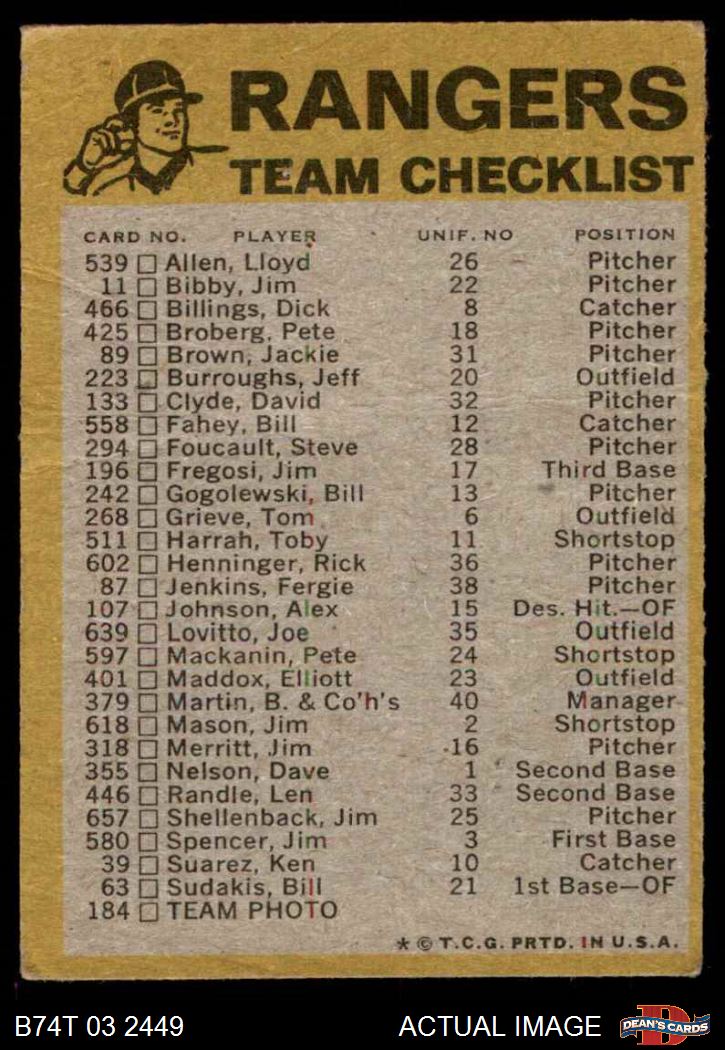 RANGERS
TEAM CHECKLIST
CARD NO. PLAYER UNIF. NO POSITION
539 Allen, Lloyd 26 Pitcher
11 Bibby, Jim 22 Pitcher
466 Billings, Dick 8 Catcher
425 Broberg, Pete 18 Pitcher
89 Brown, Jackie 31 Pitcher
223 Burroughs, Jeff 20 Outfield
133 Clyde, David 32 Pitcher
558 Fahey, Bill 12 Catcher
294 Foucault, Steve 28 Pitcher
196 Fregosi, Jim 17 Third Base
242 Gogolewski, Bill 13 Pitcher
268 Grieve, Tom 6 Outfield
511 Harrah, Toby 11 Shortstop
602 Henninger, Rick 36 Pitcher
87 Jenkins, Fergie 38 Pitcher
107 Johnson, Alex 15 Des. Hit.—OF
639 Lovitto, Joe 35 Outfield
597 Mackanin, Pete 24 Shortstop
401 Maddox, Elliott 23 Outfield
379 Martin, B. & Co'h's 40 Manager
618 Mason, Jim 2 Shortstop
318 Merritt, Jim 16 Pitcher
355 Nelson, Dave 1 Second Base
446 Randle, Len 33 Second Base
657 Shellenback, Jim 25 Pitcher
580 Spencer, Jim 3 First Base
39 Suarez, Ken 10 Catcher
63 Sudakis, Bill 21 1st Base—OF
184 TEAM PHOTO
* © T.C.G. PRTD. IN U.S.A.
B74T 03 2449 ACTUAL IMAGE D DEAN'S CARDS